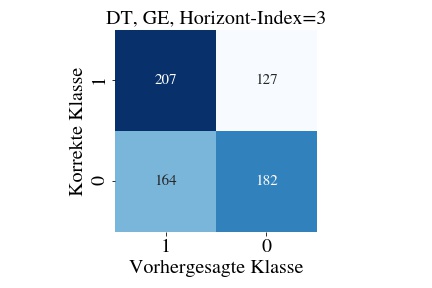 DT, GE, Horizont-Index=3
Korrekte Klasse
1
207
127
0
164
182
1
0
Vorhergesagte Klasse